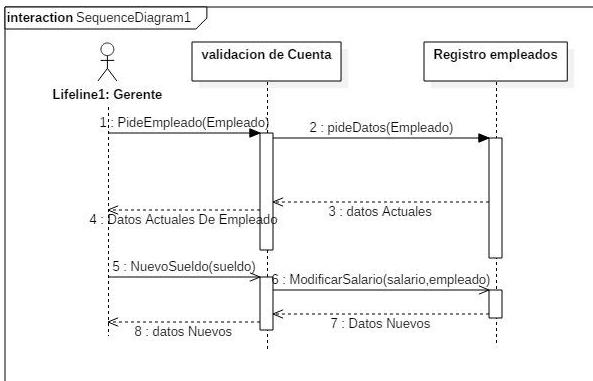 interaction SequenceDiagram1
validacion de Cuenta
Registro empleados
Lifeline1: Gerente
1 : PideEmpleado(Empleado)
2 : pideDatos(Empleado)
3 : datos Actuales
4 : Datos Actuales De Empleado
5 : NuevoSueldo(sueldo)
6 : ModificarSalario(salario,empleado)
7 : Datos Nuevos
8 : datos Nuevos